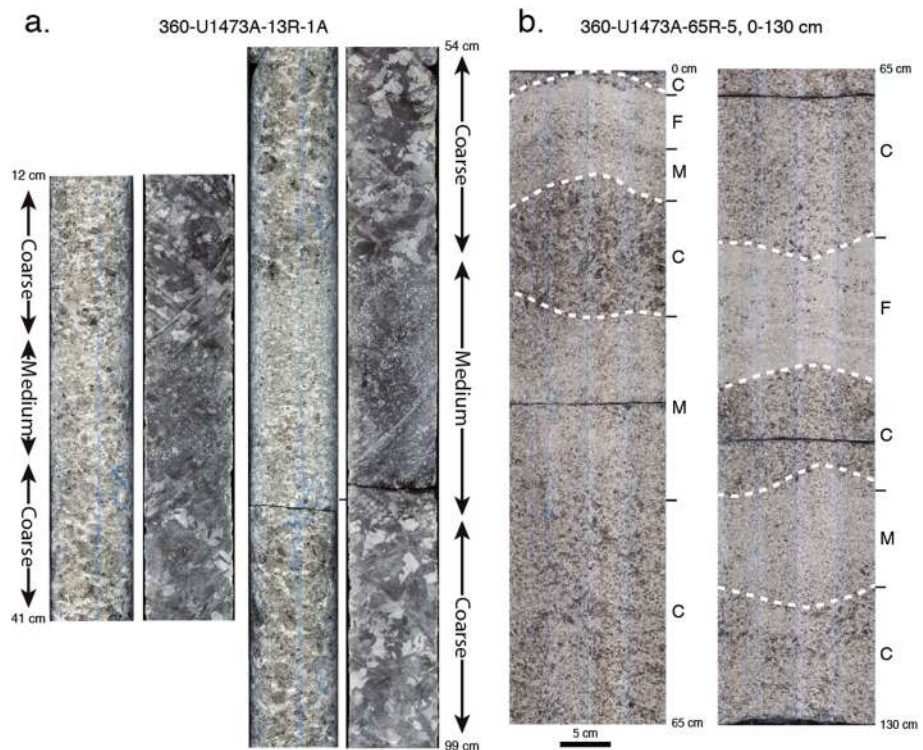 a.
360-U1473A-13R-1A
12 cm
Coarse
Medium
Coarse
41 cm
54 cm
Coarse
Medium
Coarse
99 cm
b.
360-U1473A-65R-5, 0-130 cm
0 cm
C
F
M
C
M
C
65 cm
5 cm
65 cm
C
F
C
M
C
130 cm